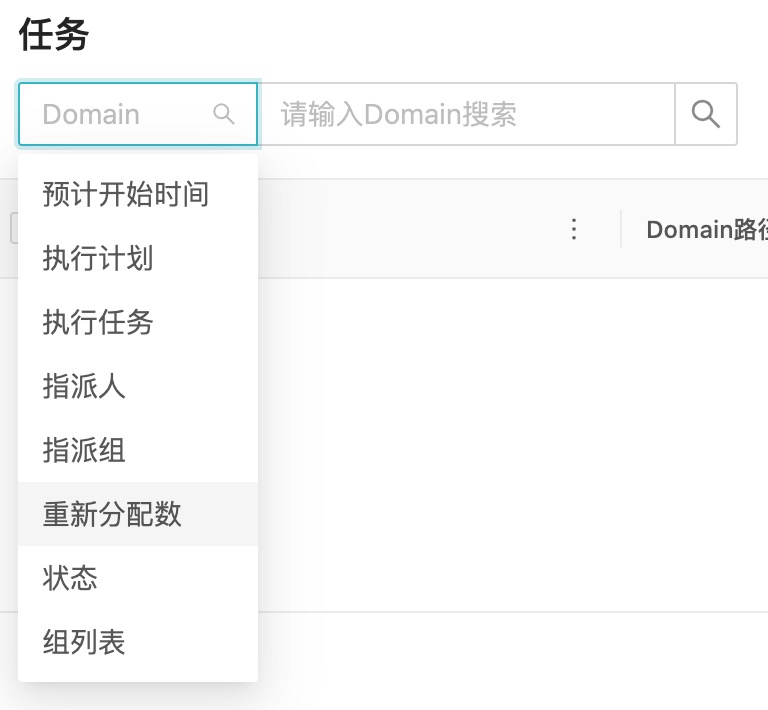 任务
Domain
请输入Domain搜索
Domain路径
预计开始时间
执行计划
执行任务
指派人
指派组
重新分配数
状态
组列表